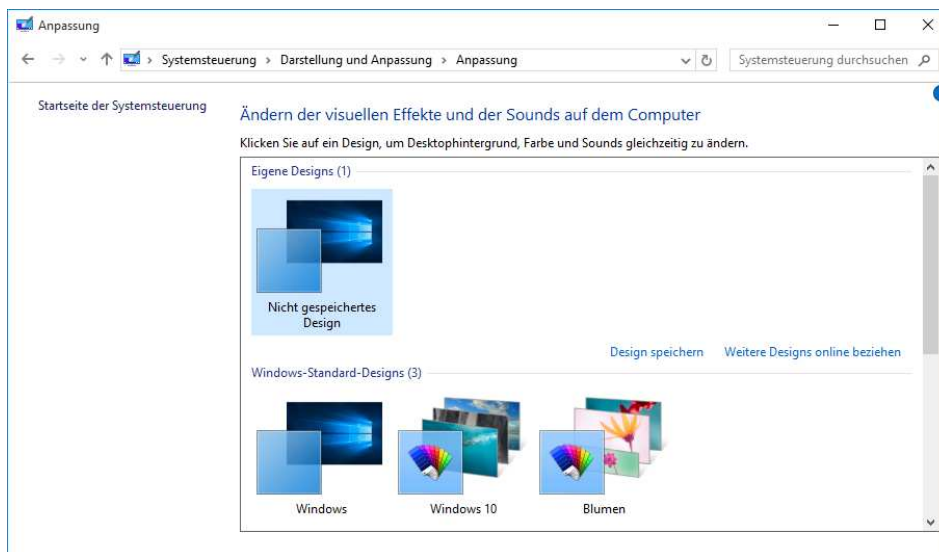 Anpassung
Systemsteuerung > Darstellung und Anpassung > Anpassung
Systemsteuerung durchsuchen
Startseite der Systemsteuerung
Ändern der visuellen Effekte und der Sounds auf dem Computer
Klicken Sie auf ein Design, um Desktophintergrund, Farbe und Sounds gleichzeitig zu ändern.
Eigene Designs (1)
Nicht gespeichertes
Design
Design speichern
Weitere Designs online beziehen
Windows-Standard-Designs (3)
Windows
Windows 10
Blumen